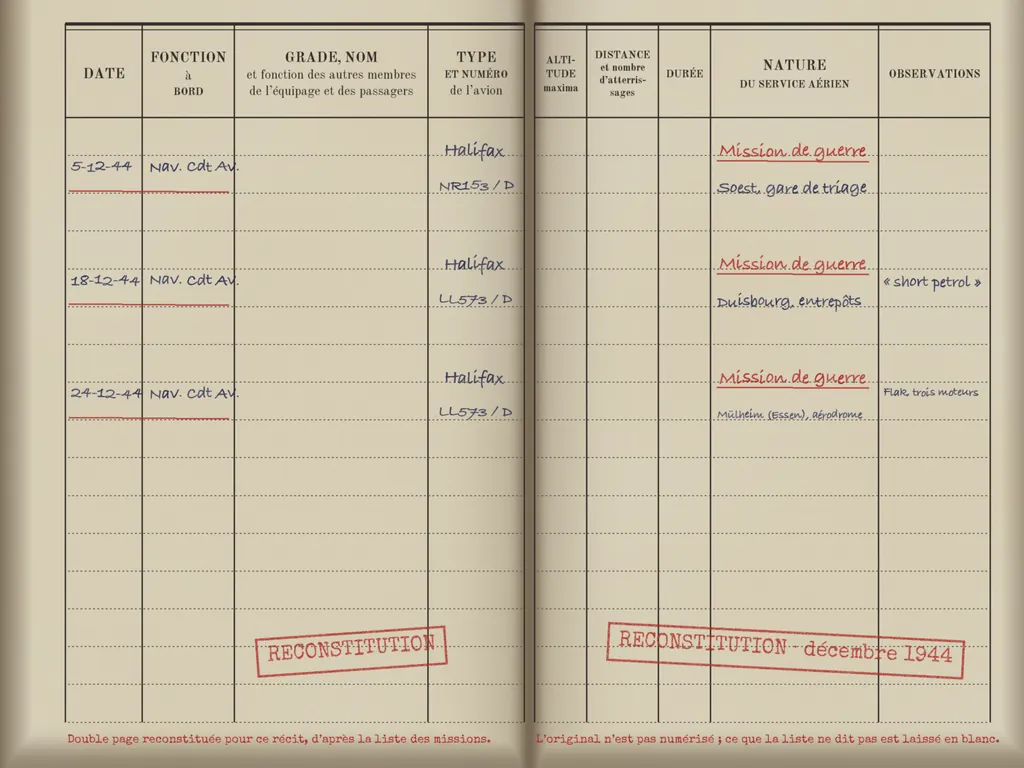 DATE
FONCTION
à
BORD
GRADE, NOM
et fonction des autres membres
de l'équipage et des passagers
TYPE
ET NUMÉRO
de l'avion
ALTI-
TUDE
maxima
DISTANCE
et nombre
d'atterris-
sages
DURÉE
NATURE
DU SERVICE AÉRIEN
OBSERVATIONS
5-12-44 Nav. Cdt Av. Halifax Mission de guerre
NR153 / D Soest, gare de triage
18-12-44 Nav. Cdt Av. Halifax Mission de guerre « short petrol »
LL573 / D Duisbourg, entrepôts
24-12-44 Nav. Cdt Av. Halifax Mission de guerre Flak, trois moteurs
LL573 / D Mülheim (Essen), aérodrome
RECONSTITUTION
RECONSTITUTION - décembre 1944
Double page reconstituée pour ce récit, d'après la liste des missions.
L'original n'est pas numérisé ; ce que la liste ne dit pas est laissé en blanc.